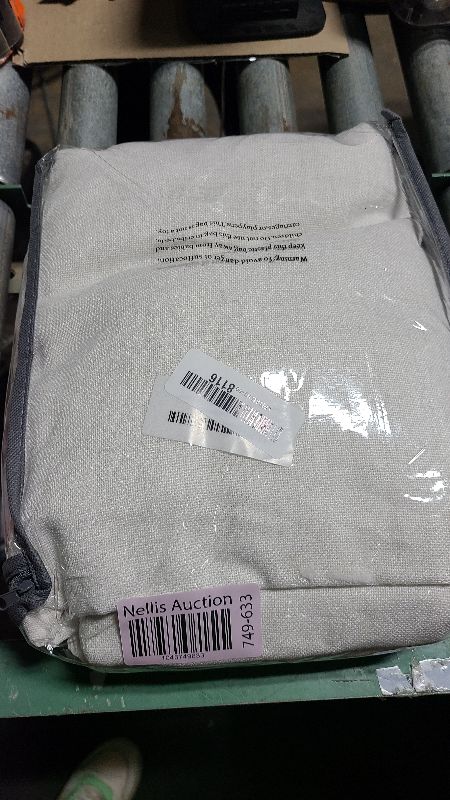 Warning: To avoid danger of suffocation,
keep this plastic bag away from babies and
children. Do not use this bag in cribs, beds,
carriages or playpens. This bag is not a toy.
8116
Nellis Auction
749-633